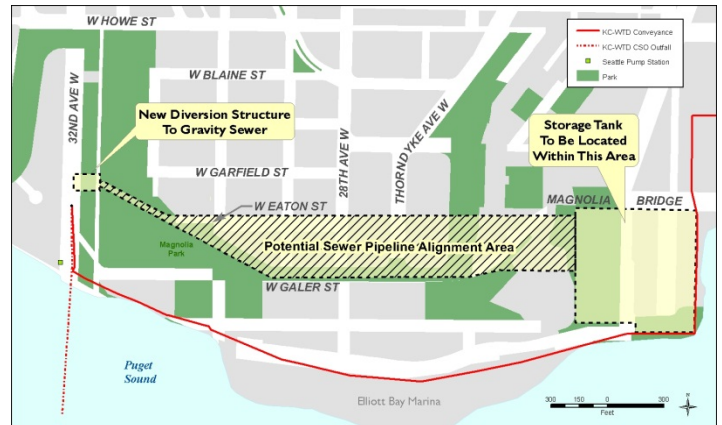 W HOWE ST
KC-WTD Conveyance
KC-WTD CSO Outfall
Seattle Pump Station
Park
W BLAINE ST
32ND AVE W
28TH AVE W
THORNDYKE AVE W
New Diversion Structure
To Gravity Sewer
Storage Tank
To Be Located
Within This Area
W GARFIELD ST
W EATON ST
MAGNOLIA BRIDGE
Magnolia
Park
Potential Sewer Pipeline Alignment Area
W GALER ST
Puget
Sound
Elliott Bay Marina
N
300 150 0 300
Feet